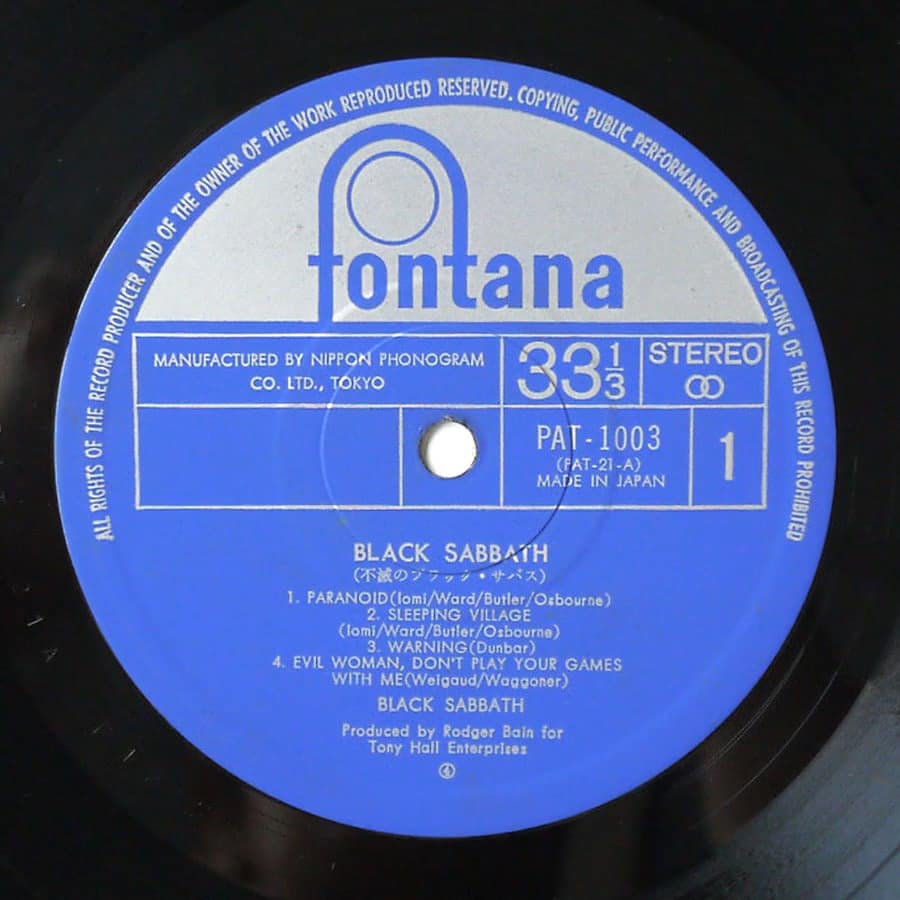 ALL RIGHTS OF THE RECORD PRODUCER AND OF THE OWNER OF THE WORK REPRODUCED RESERVED. COPYING, PUBLIC PERFORMANCE AND BROADCASTING OF THIS RECORD PROHIBITED
fontana
MANUFACTURED BY NIPPON PHONOGRAM
CO. LTD., TOKYO
33 1/3
STEREO
PAT-1003
(PAT-21-A)
MADE IN JAPAN
1
BLACK SABBATH
(不滅のブラック・サバス)
1. PARANOID(Iomi/Ward/Butler/Osbourne)
2. SLEEPING VILLAGE
(Iomi/Ward/Butler/Osbourne)
3. WARNING(Dunbar)
4. EVIL WOMAN, DON'T PLAY YOUR GAMES
WITH ME(Weigaud/Waggoner)
BLACK SABBATH
Produced by Rodger Bain for
Tony Hall Enterprises
④